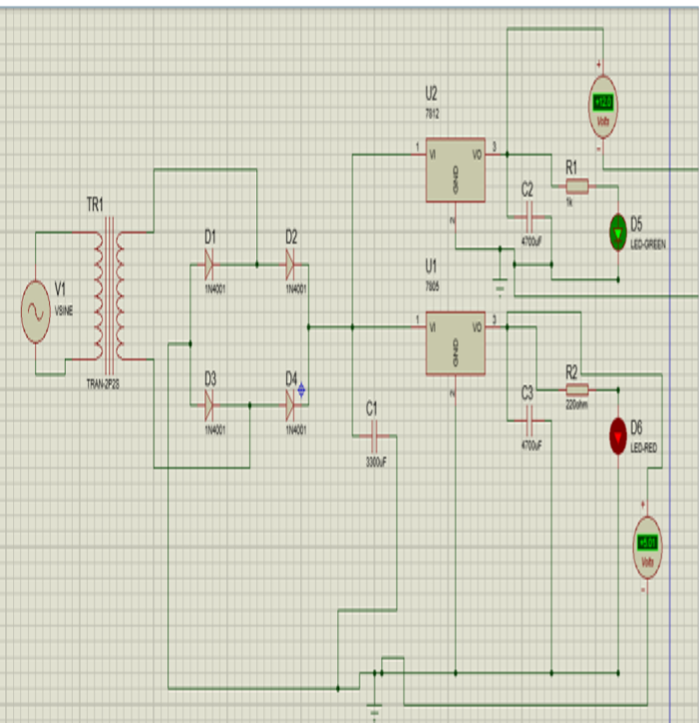 V1
VSINE
TR1
TRAN-2P2S
D1
1N4001
D2
1N4001
D3
1N4001
D4
1N4001
C1
3300uF
U2
7812
1
VI
VO
3
GND
2
C2
4700uF
R1
1k
D5
LED-GREEN
+
+12.0
Volts
-
U1
7805
1
VI
VO
3
GND
2
C3
4700uF
R2
220ohm
D6
LED-RED
+
+5.01
Volts
-